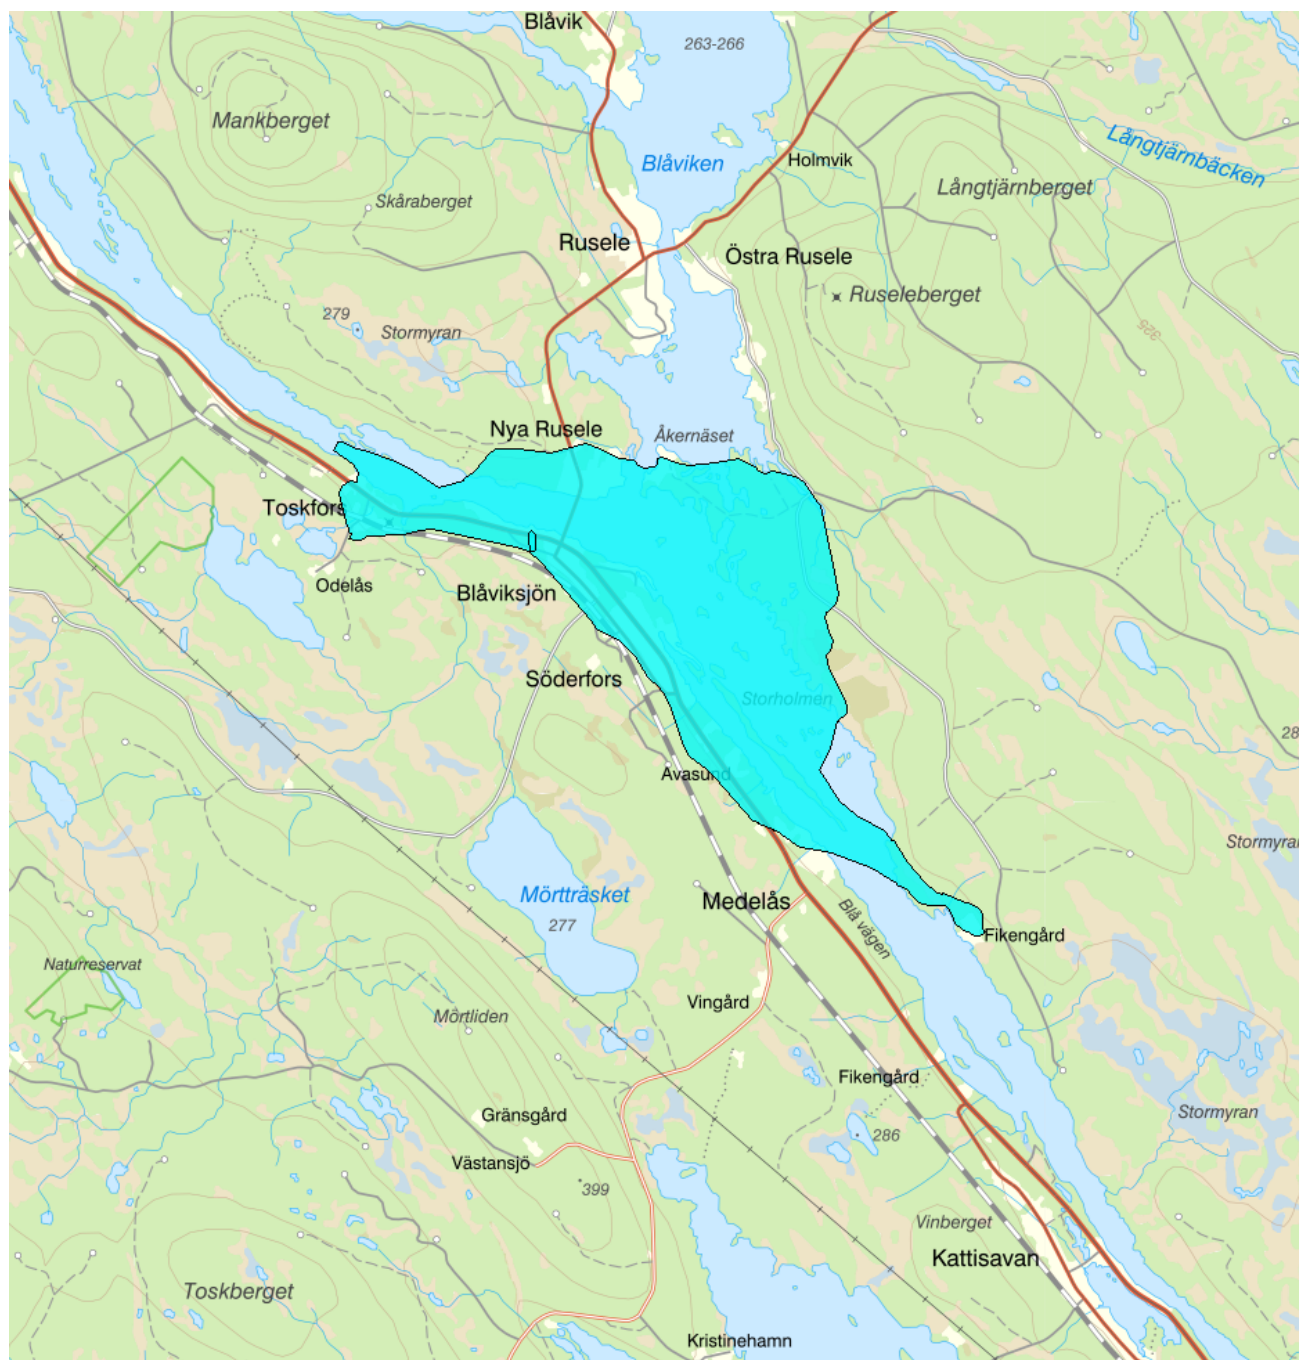 Blåvik
263-266
Mankberget
Långtjärnbäcken
Blåviken
Holmvik
Långtjärnberget
Skåraberget
Rusele
Östra Rusele
Ruseleberget
279
Stormyran
325
Nya Rusele
Åkernäset
Toskfors
Odelås
Blåviksjön
Söderfors
Storholmen
28
Avasund
Stormyran
Mörtträsket
Medelås
277
Blå vägen
Fikengård
Naturreservat
Vingård
Mörtliden
Fikengård
Gränsgård
Stormyran
286
Västansjö
399
Vinberget
Kattisavan
Toskberget
Kristinehamn